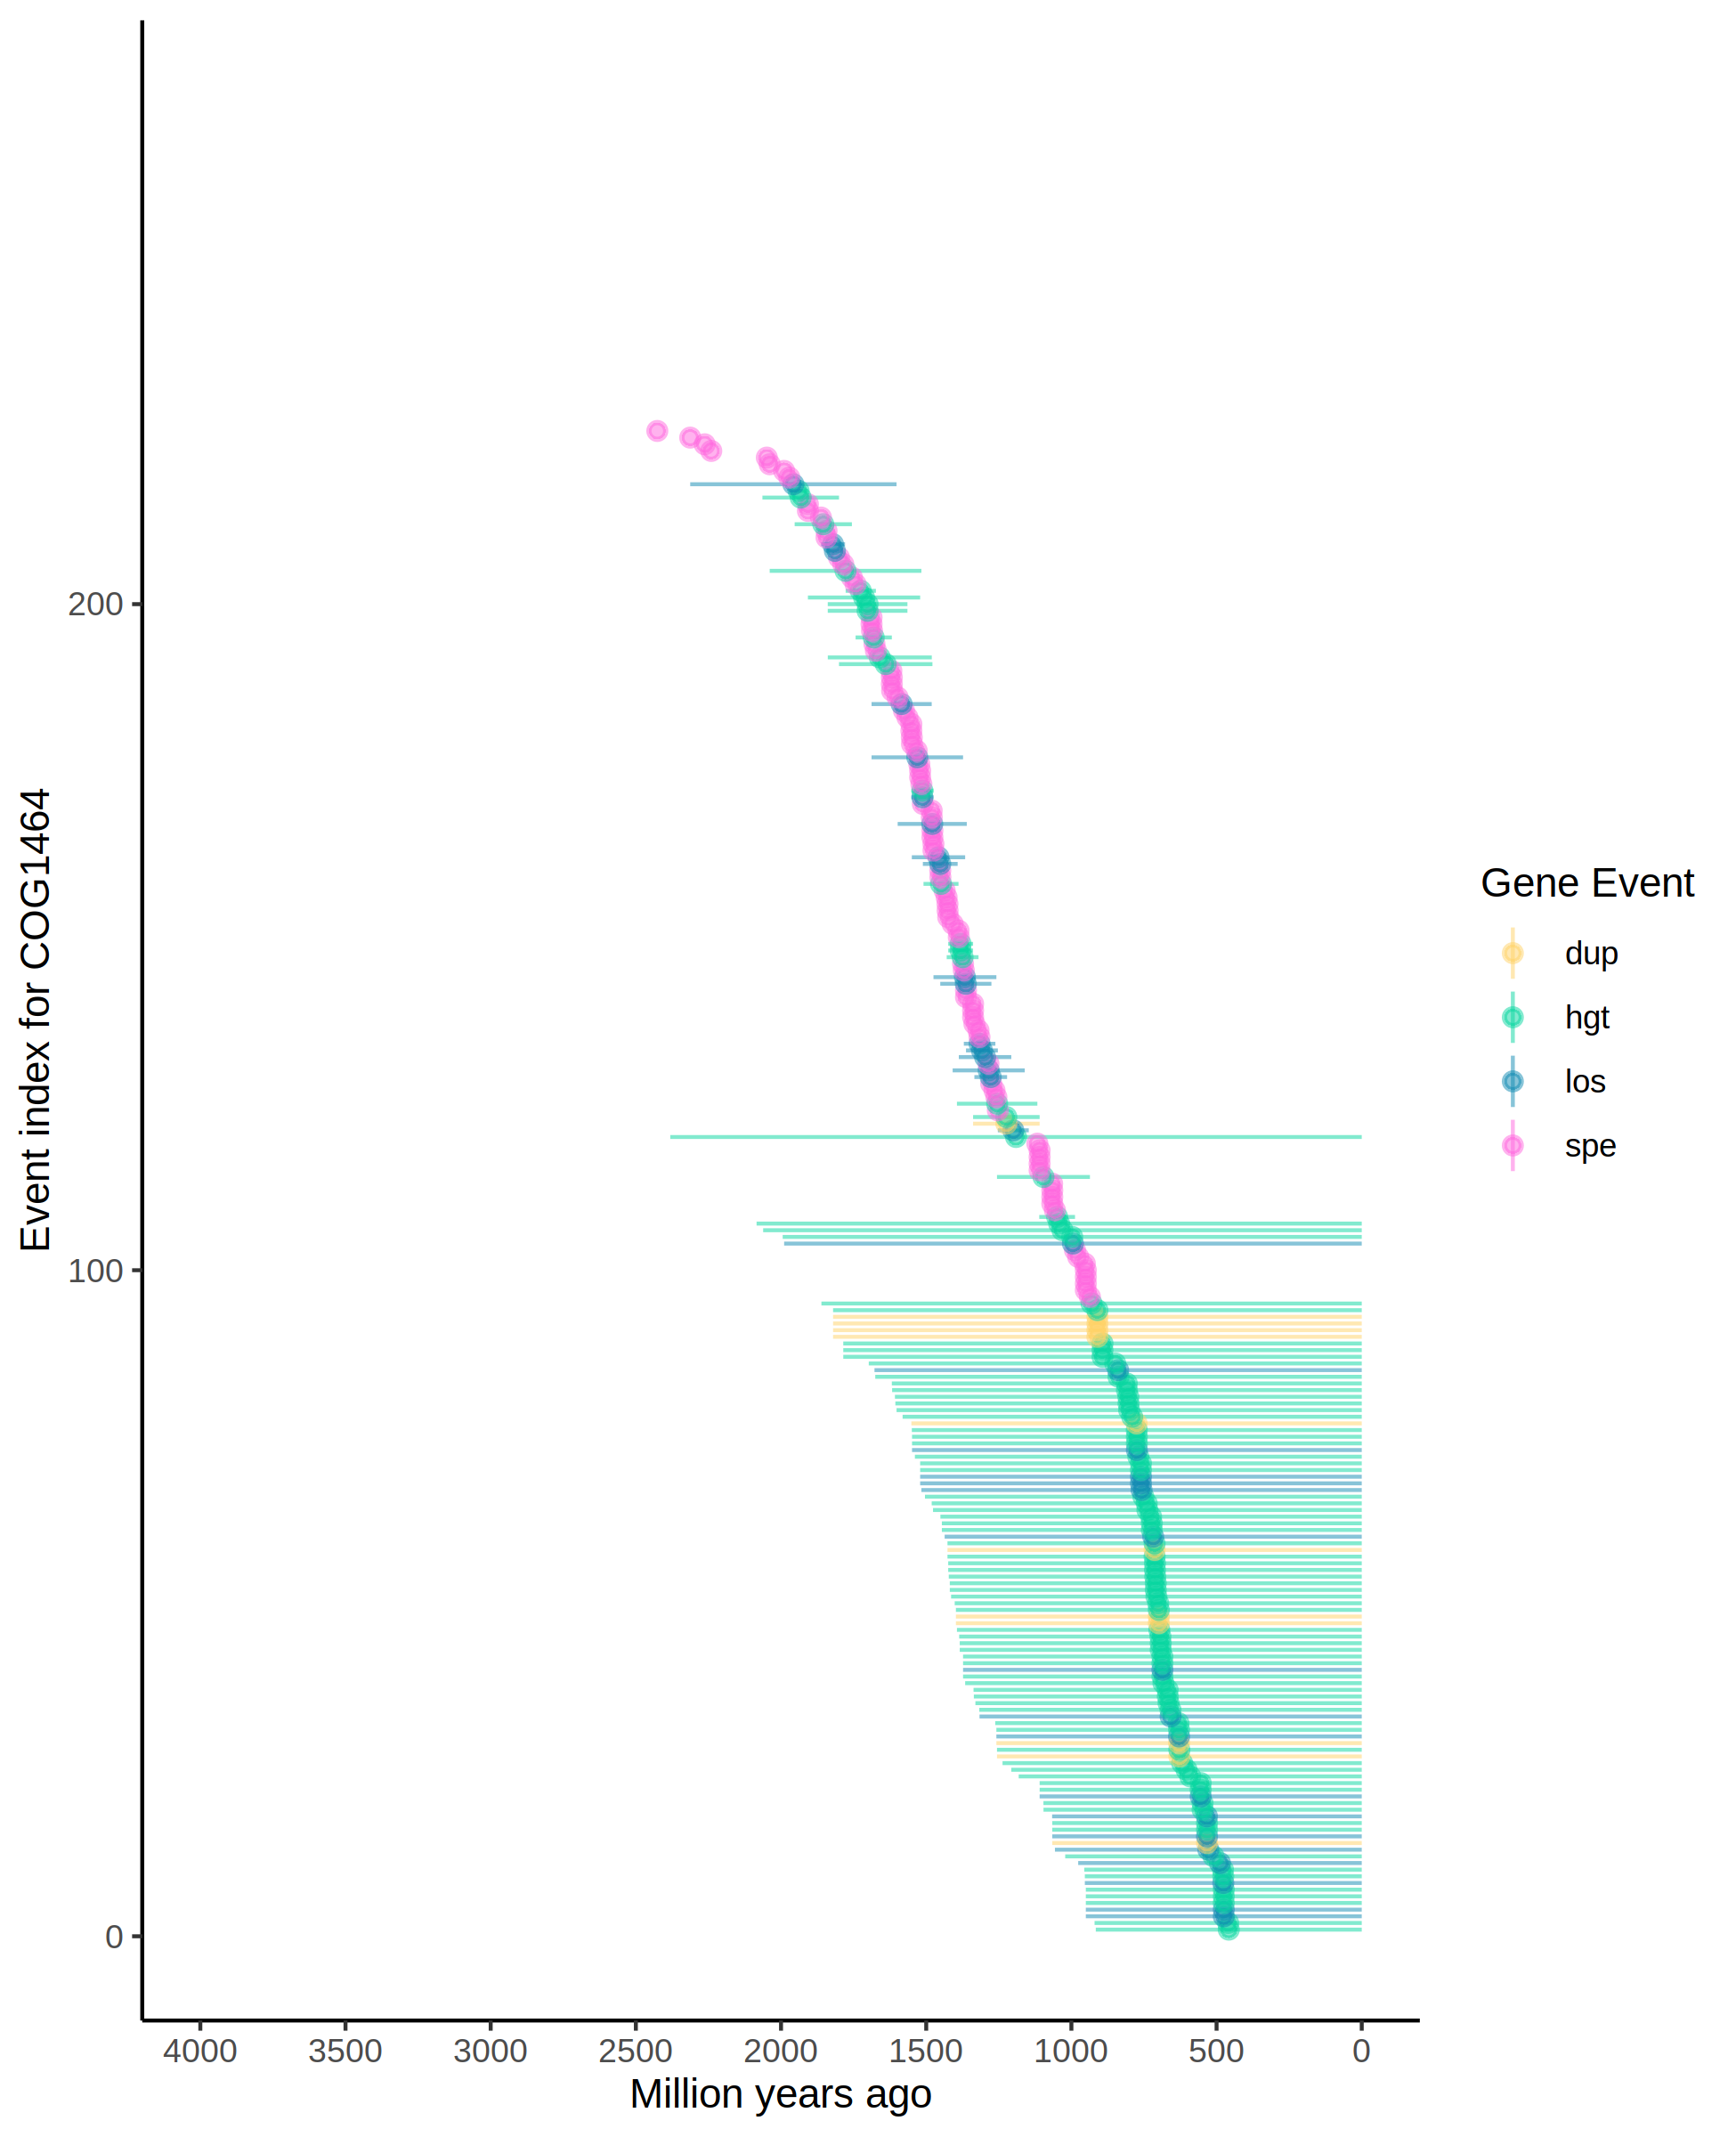 Event index for COG1464
200
100
0
4000 3500 3000 2500 2000 1500 1000 500 0
Million years ago
Gene Event
dup
hgt
los
spe